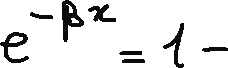 e^{-βx} = 1 -